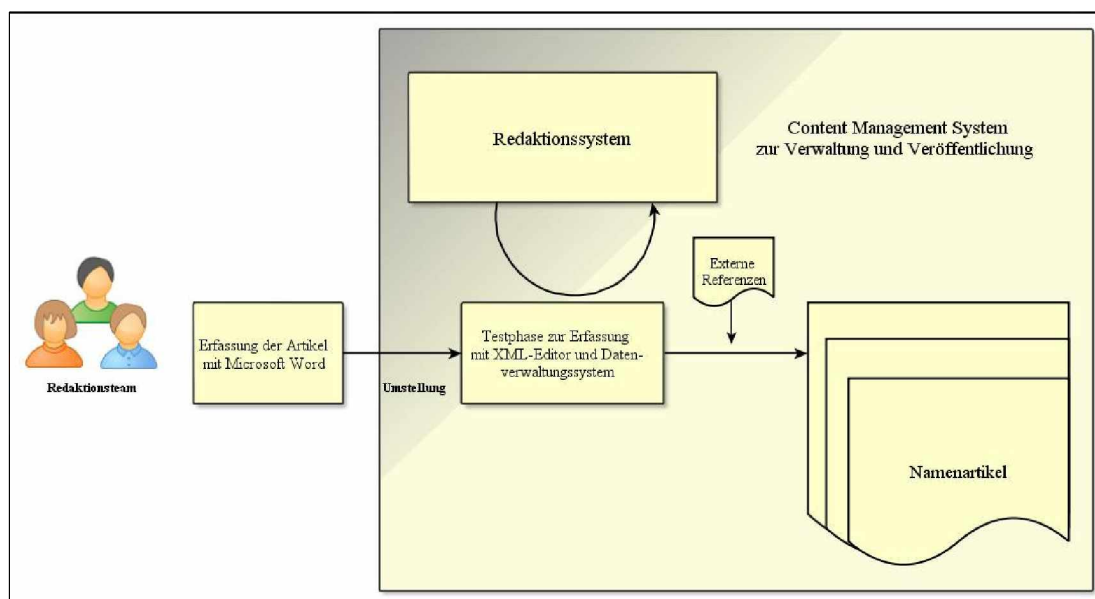 Redaktionssystem
Content Management System
zur Verwaltung und Veröffentlichung
Externe
Referenzen
Redaktionsteam
Erfassung der Artikel
mit Microsoft Word
Umstellung
Testphase zur Erfassung
mit XML-Editor und Daten-
verwaltungssystem
Namenartikel